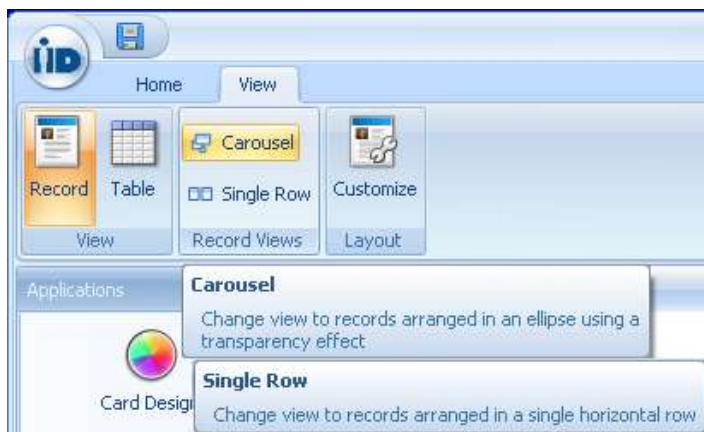 iID
Home View
Record Table Carousel Customize
Single Row
View Record Views Layout
Applications
Carousel
Change view to records arranged in an ellipse using a
transparency effect
Single Row
Card Desig
Change view to records arranged in a single horizontal row